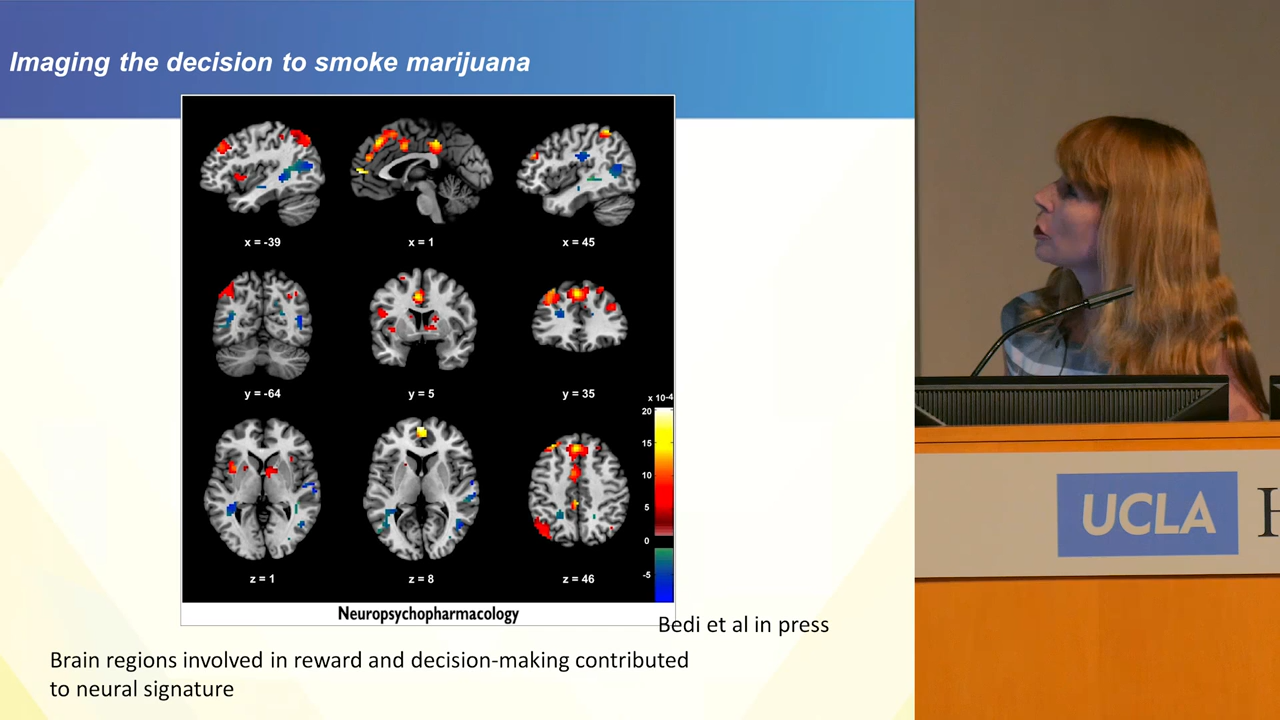 Imaging the decision to smoke marijuana
x = -39
x = 1
x = 45
y = -64
y = 5
y = 35
x 10-4
20
15
10
5
0
-5
z = 1
z = 8
z = 46
Neuropsychopharmacology
Bedi et al in press
Brain regions involved in reward and decision-making contributed
to neural signature
UCLA
H